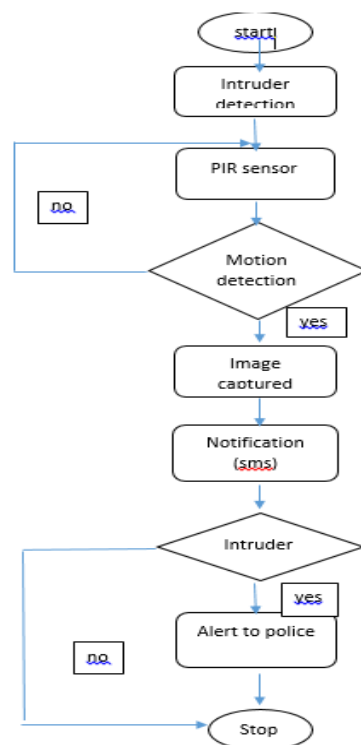 start
Intruder
detection
PIR sensor
no
Motion
detection
yes
Image
captured
Notification
(sms)
Intruder
yes
Alert to police
no
Stop